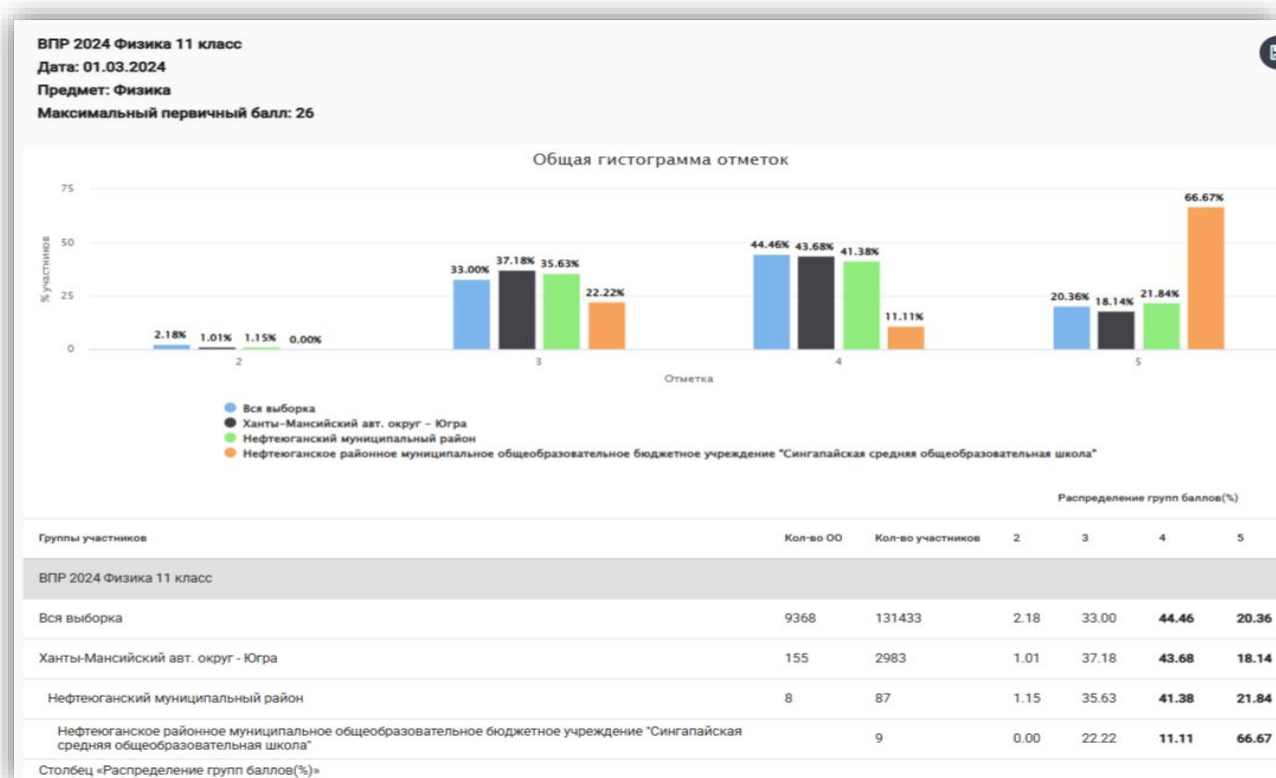 ВПР 2024 Физика 11 класс
Дата: 01.03.2024
Предмет: Физика
Максимальный первичный балл: 26
Общая гистограмма отметок
% участников
75
50
25
0
2.18% 1.01% 1.15% 0.00%
33.00% 37.18% 35.63% 22.22%
44.46% 43.68% 41.38% 11.11%
20.36% 18.14% 21.84% 66.67%
2 3 4 5
Отметка
Вся выборка
Ханты-Мансийский авт. округ – Югра
Нефтеюганский муниципальный район
Нефтеюганское районное муниципальное общеобразовательное бюджетное учреждение "Сингапайская средняя общеобразовательная школа"
Распределение групп баллов(%)
Группы участников Кол-во ОО Кол-во участников 2 3 4 5
ВПР 2024 Физика 11 класс
Вся выборка 9368 131433 2.18 33.00 44.46 20.36
Ханты-Мансийский авт. округ - Югра 155 2983 1.01 37.18 43.68 18.14
Нефтеюганский муниципальный район 8 87 1.15 35.63 41.38 21.84
Нефтеюганское районное муниципальное общеобразовательное бюджетное учреждение "Сингапайская
средняя общеобразовательная школа" 9 0.00 22.22 11.11 66.67
Столбец «Распределение групп баллов(%)»